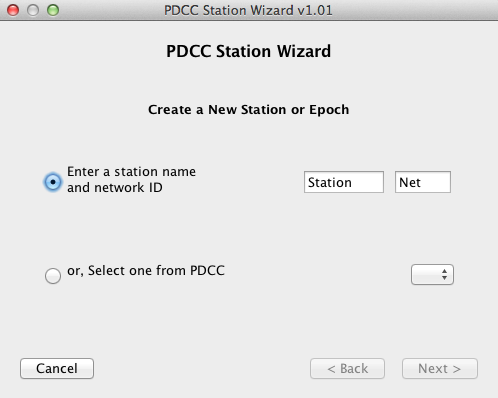 PDCC Station Wizard v1.01
PDCC Station Wizard
Create a New Station or Epoch
Enter a station name
and network ID
Station
Net
or, Select one from PDCC
Cancel
< Back
Next >